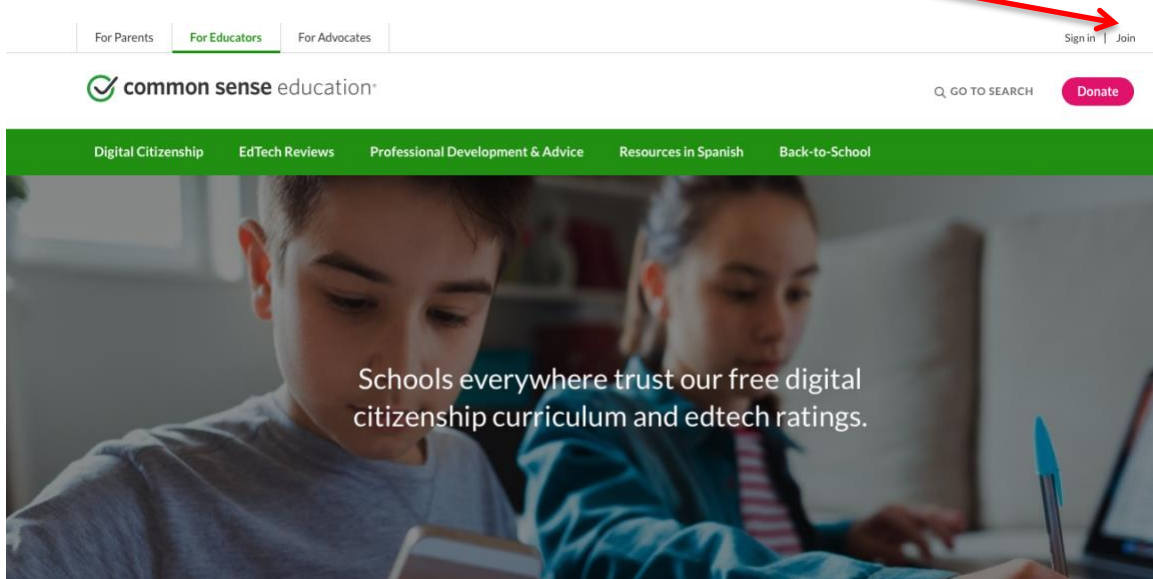 For Parents For Educators For Advocates Sign in | Join
common sense education®
GO TO SEARCH Donate
Digital Citizenship EdTech Reviews Professional Development & Advice Resources in Spanish Back-to-School
Schools everywhere trust our free digital
citizenship curriculum and edtech ratings.